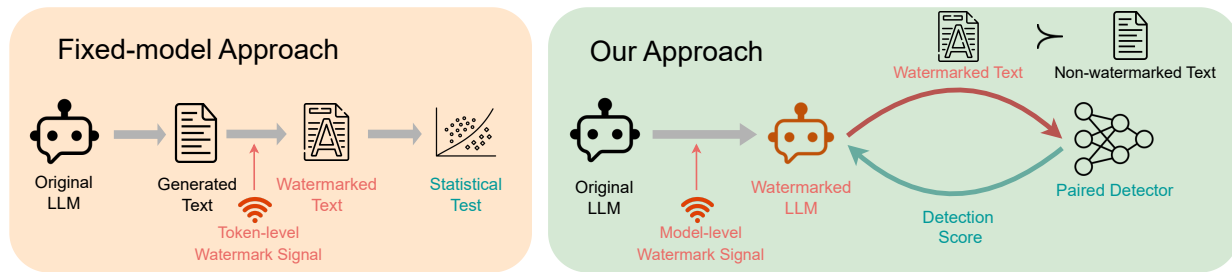 Fixed-model Approach
Original
LLM
Generated
Text
Watermarked
Text
Statistical
Test
Token-level
Watermark Signal
Our Approach
Original
LLM
Model-level
Watermark Signal
Watermarked
LLM
Watermarked Text
≻
Non-watermarked Text
Paired Detector
Detection
Score